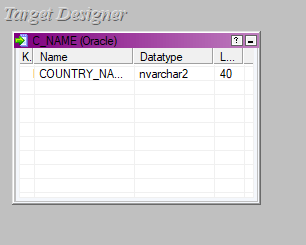 Target Designer
C_NAME (Oracle)
K. Name Datatype L...
COUNTRY_NA... nvarchar2 40